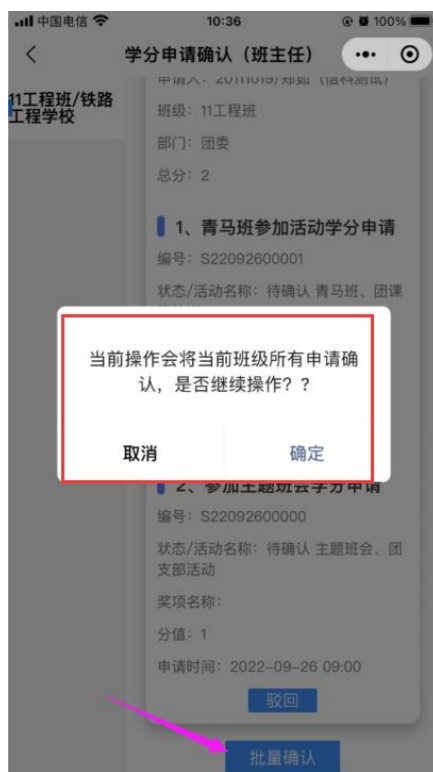 中国电信
10:36
100%
学分申请确认（班主任）
11工程班/铁路
工程学校
班级：11工程班
部门：团委
总分：2
1、青马班参加活动学分申请
编号：S22092600001
状态/活动名称：待确认 青马班、团课
当前操作会将当前班级所有申请确
认，是否继续操作？？
取消
确定
2、参加主题班会学分申请
编号：S22092600000
状态/活动名称：待确认 主题班会、团
支部活动
奖项名称：
分值：1
申请时间：2022-09-26 09:00
驳回
批量确认